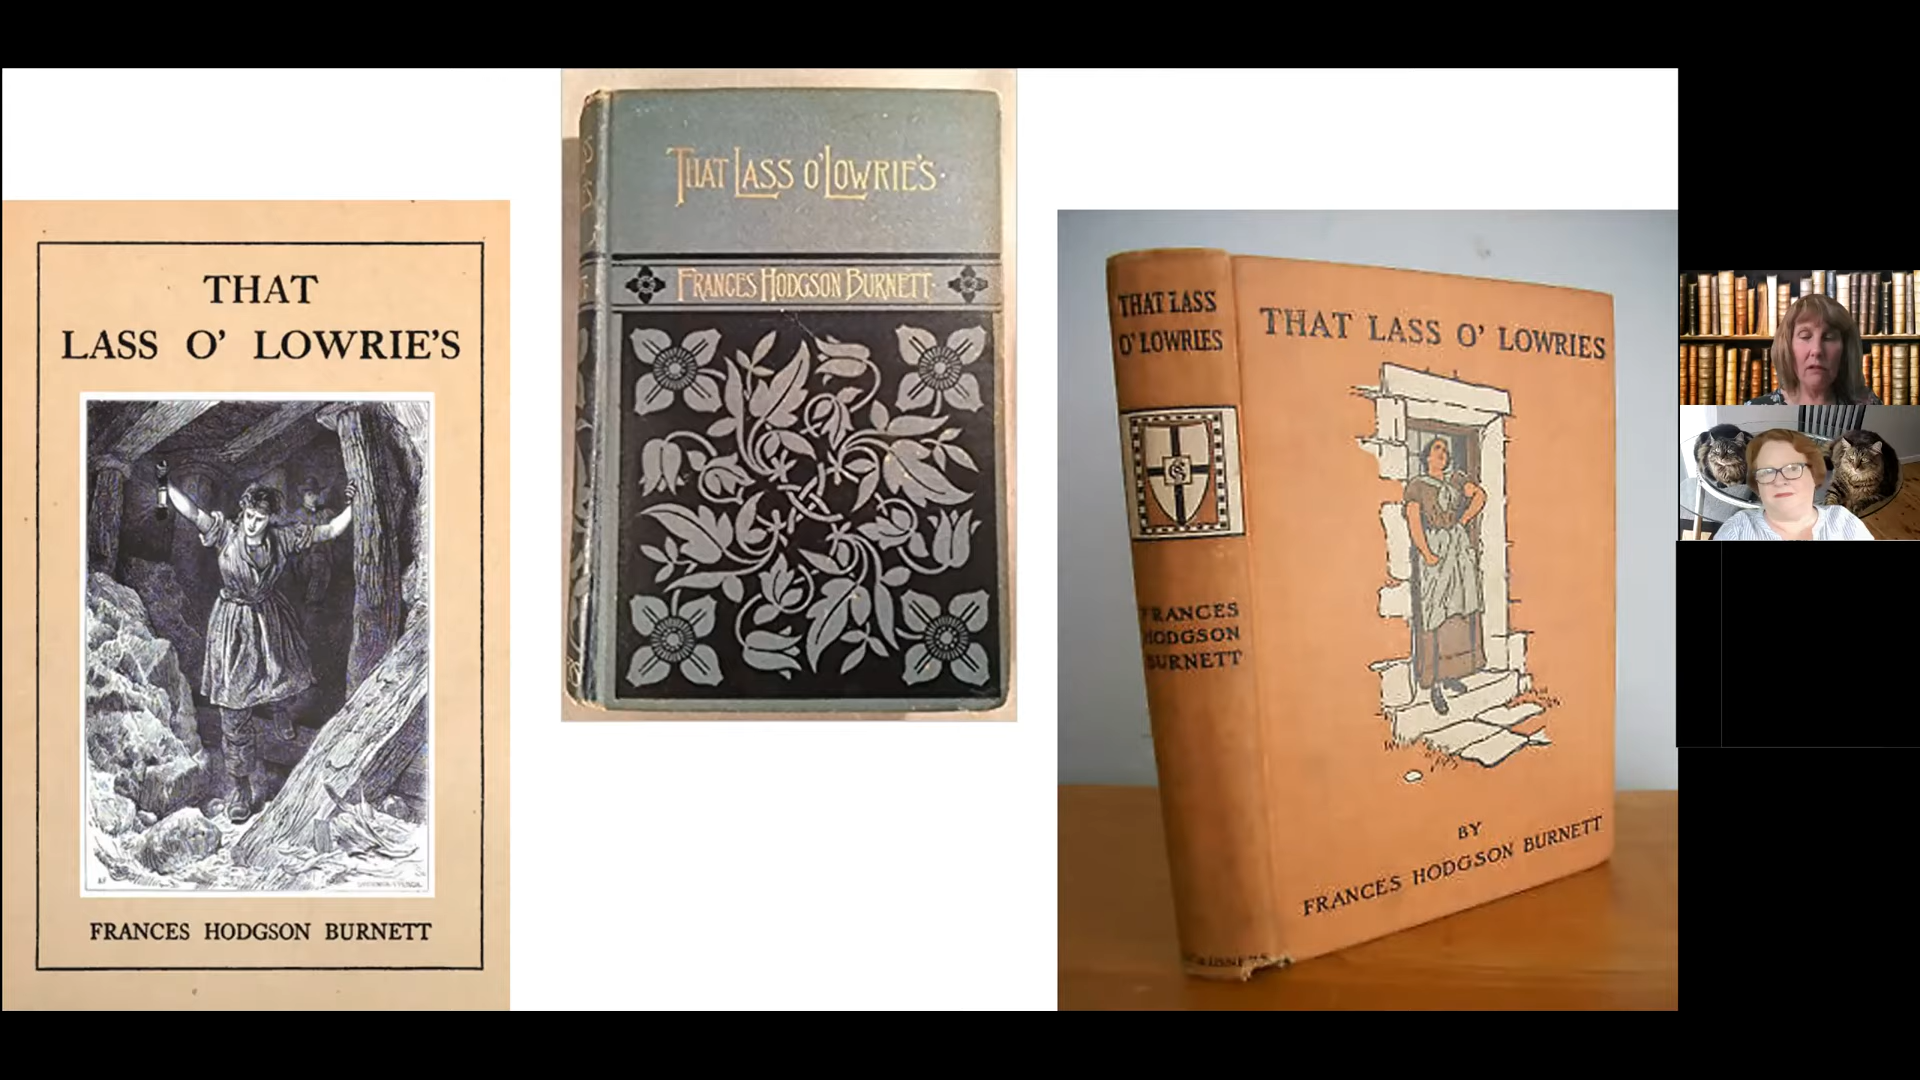 THAT
LASS O' LOWRIE'S
FRANCES HODGSON BURNETT
THAT LASS O'LOWRIE'S
FRANCES HODGSON BURNETT
THAT LASS
O' LOWRIES
FRANCES
HODGSON
BURNETT
THAT LASS O' LOWRIES
BY
FRANCES HODGSON BURNETT